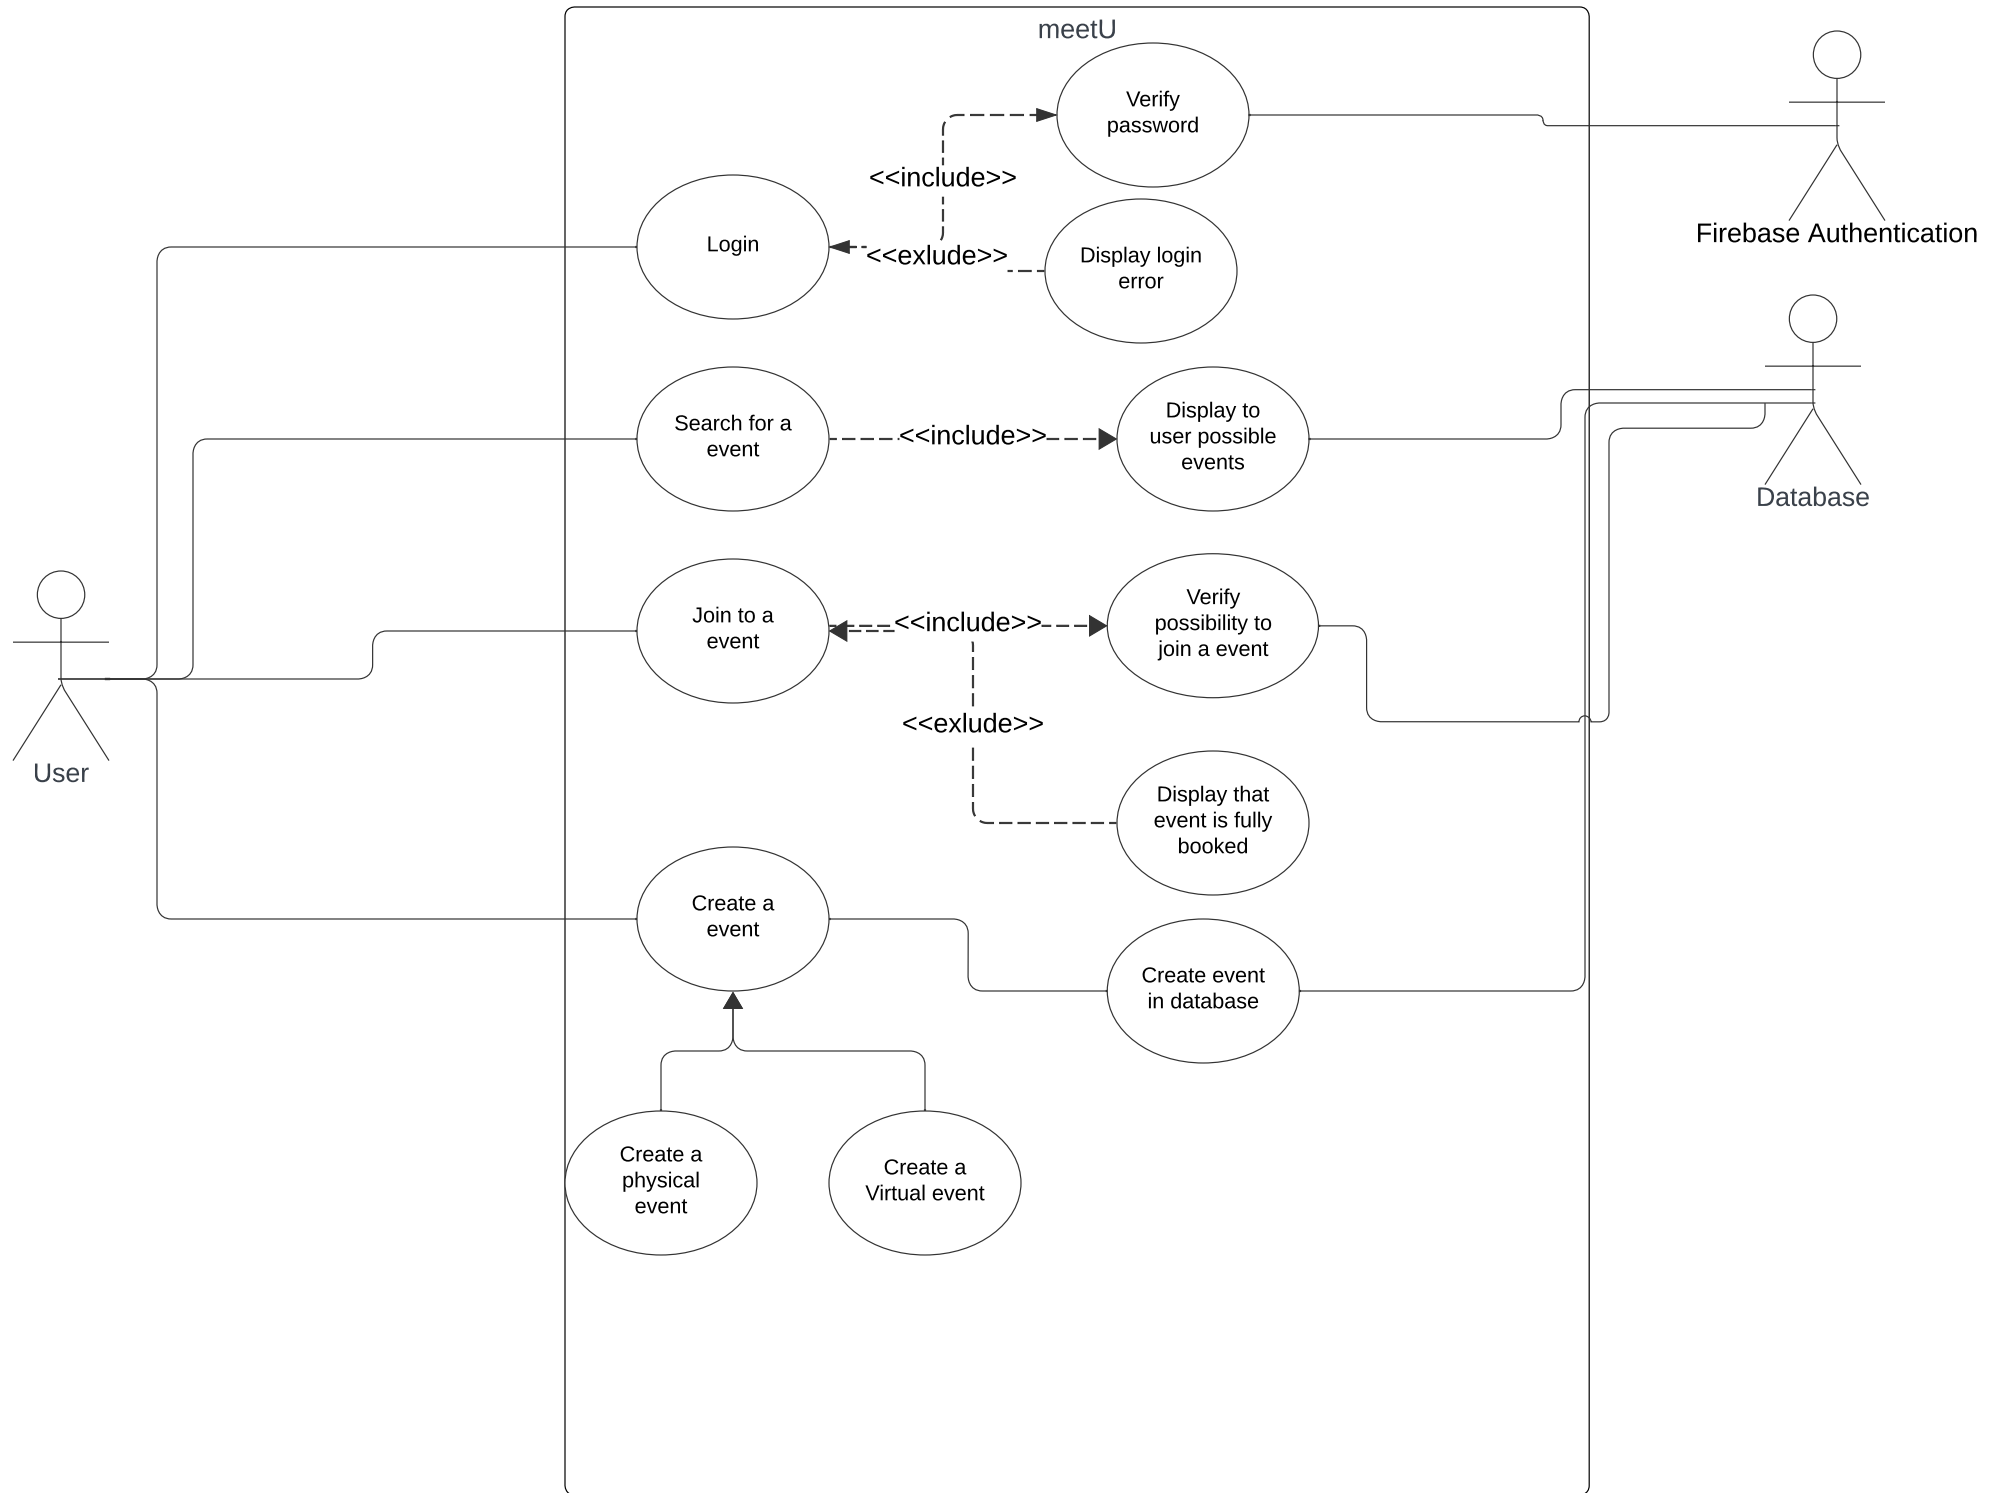 meetU
Verify
password
<<include>>
Login
<<exlude>>
Display login
error
Firebase Authentication
Search for a
event
<<include>>
Display to
user possible
events
Database
Join to a
event
<<include>>
Verify
possibility to
join a event
User
<<exlude>>
Display that
event is fully
booked
Create a
event
Create event
in database
Create a
physical
event
Create a
Virtual event